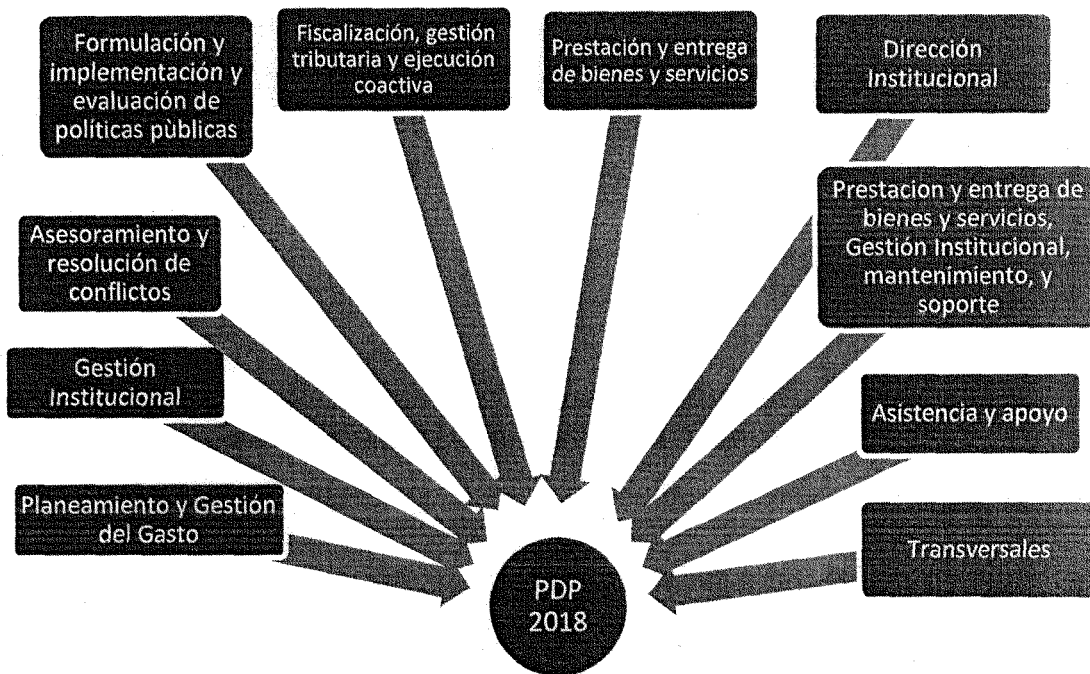 Formulación y
implementación y
evaluación de
políticas pùblicas
Fiscalización, gestión
tributaria y ejecución
coactiva
Prestación y entrega
de bienes y servicios
Dirección
Institucional
Asesoramiento y
resolución de
conflictos
Prestacion y entrega de
bienes y servicios,
Gestión Institucional,
mantenimiento, y
soporte
Gestión
Institucional
Asistencia y apoyo
Planeamiento y Gestión
del Gasto
Transversales
PDP
2018